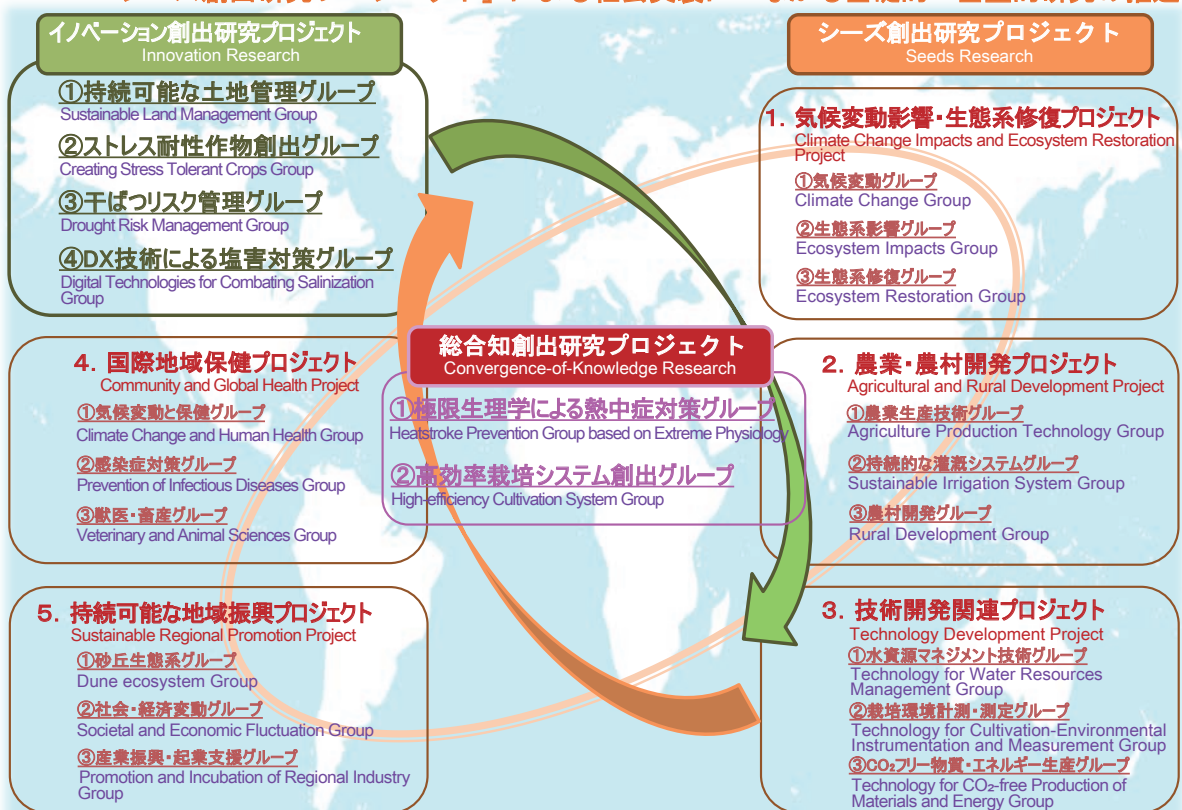 イノベーション創出研究プロジェクト
Innovation Research
①持続可能な土地管理グループ
Sustainable Land Management Group
②ストレス耐性作物創出グループ
Creating Stress Tolerant Crops Group
③干ばつリスク管理グループ
Drought Risk Management Group
④DX技術による塩害対策グループ
Digital Technologies for Combating Salinization
Group
シーズ創出研究プロジェクト
Seeds Research
1. 気候変動影響・生態系修復プロジェクト
Climate Change Impacts and Ecosystem Restoration
Project
①気候変動グループ
Climate Change Group
②生態系影響グループ
Ecosystem Impacts Group
③生態系修復グループ
Ecosystem Restoration Group
総合知創出研究プロジェクト
Convergence-of-Knowledge Research
①極限生理学による熱中症対策グループ
Heatstroke Prevention Group based on Extreme Physiology
②高効率栽培システム創出グループ
High-efficiency Cultivation System Group
2. 農業・農村開発プロジェクト
Agricultural and Rural Development Project
①農業生産技術グループ
Agriculture Production Technology Group
②持続的な灌漑システムグループ
Sustainable Irrigation System Group
③農村開発グループ
Rural Development Group
3. 技術開発関連プロジェクト
Technology Development Project
①水資源マネジメント技術グループ
Technology for Water Resources
Management Group
②栽培環境計測・測定グループ
Technology for Cultivation-Environmental
Instrumentation and Measurement Group
③CO₂フリー物質・エネルギー生産グループ
Technology for CO₂-free Production of
Materials and Energy Group
4. 国際地域保健プロジェクト
Community and Global Health Project
①気候変動と保健グループ
Climate Change and Human Health Group
②感染症対策グループ
Prevention of Infectious Diseases Group
③獣医・畜産グループ
Veterinary and Animal Sciences Group
5. 持続可能な地域振興プロジェクト
Sustainable Regional Promotion Project
①砂丘生態系グループ
Dune ecosystem Group
②社会・経済変動グループ
Societal and Economic Fluctuation Group
③産業振興・起業支援グループ
Promotion and Incubation of Regional Industry
Group